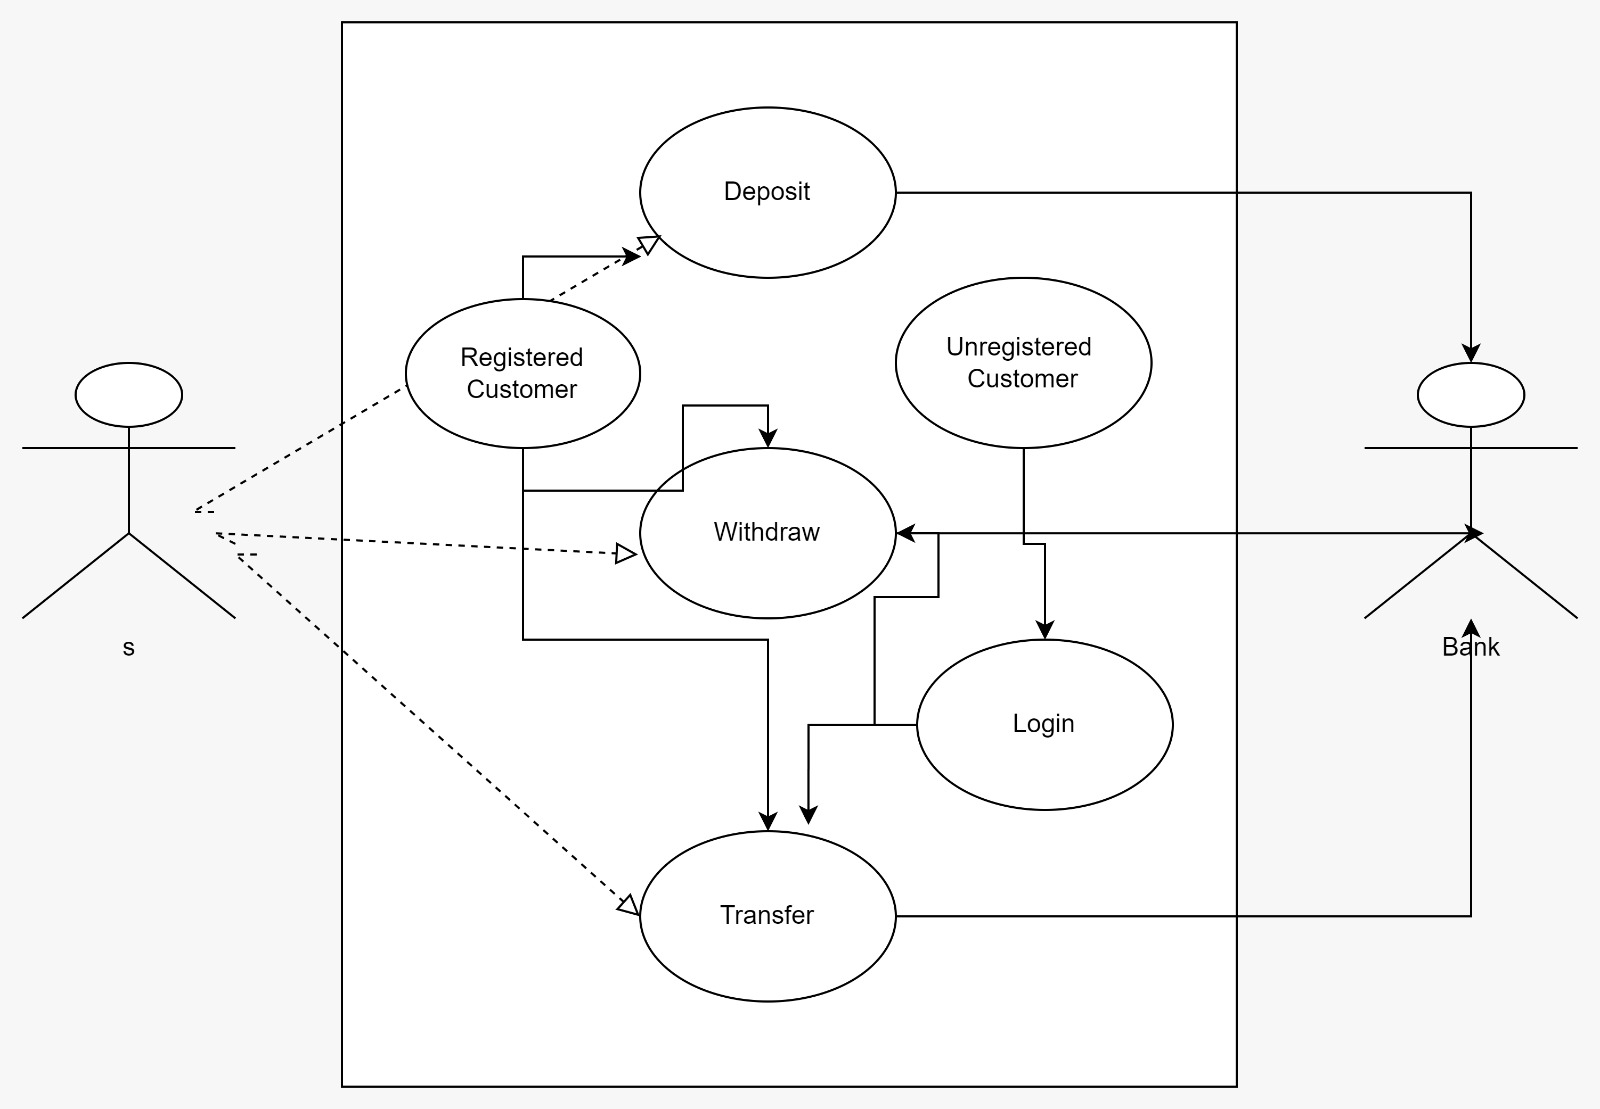 Deposit
Registered
Customer
Unregistered
Customer
Withdraw
s
Bank
Login
Transfer